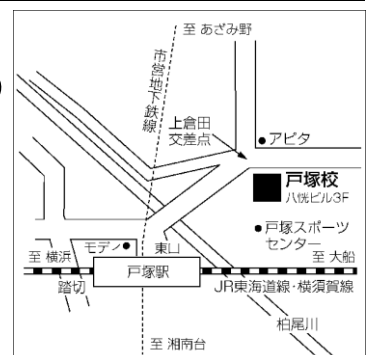 至 あざみ野
市営地下鉄線
上倉田
交差点
アピタ
戸塚校
八恍ビル3F
戸塚スポーツ
センター
モディ
東口
至 横浜
至 大船
戸塚駅
踏切
JR東海道線・横須賀線
柏尾川
至 湘南台